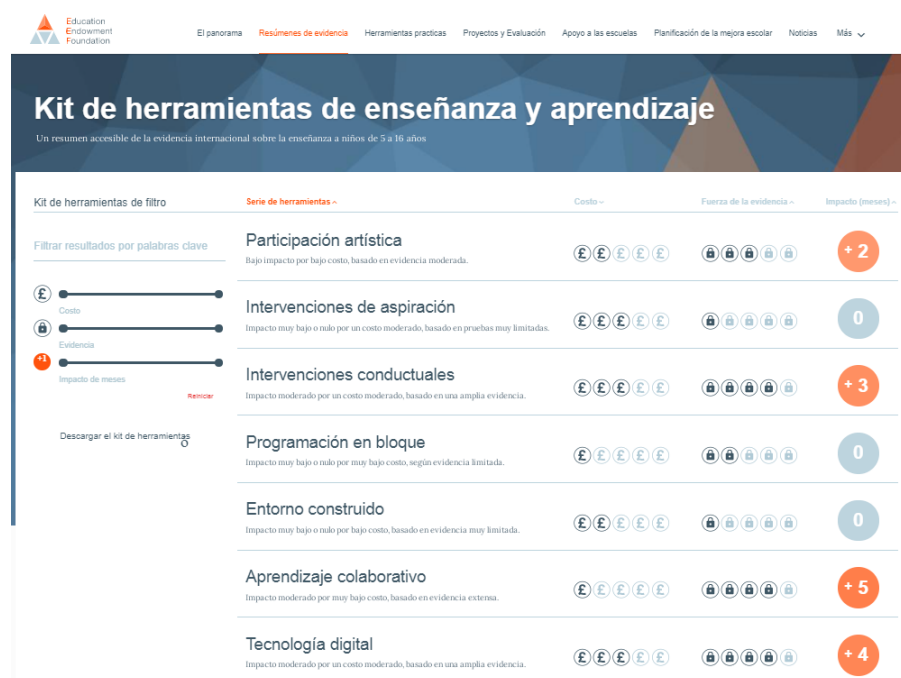 Education
Endowment
Foundation
El panorama Resúmenes de evidencia Herramientas practicas Proyectos y Evaluación Apoyo a las escuelas Planificación de la mejora escolar Noticias Más
Kit de herramientas de enseñanza y aprendizaje
Un resumen accesible de la evidencia internacional sobre la enseñanza a niños de 5 a 16 años
Kit de herramientas de filtro
Filtrar resultados por palabras clave
£
Costo
Evidencia
+1
Impacto de meses
Reiniciar
Descargar el kit de herramientas
Serie de herramientas Costo Fuerza de la evidencia Impacto (meses)
Participación artística
Bajo impacto por bajo costo, basado en evidencia moderada.
£ £ £ £ £ + 2
Intervenciones de aspiración
Impacto muy bajo o nulo por un costo moderado, basado en pruebas muy limitadas.
£ £ £ £ £ 0
Intervenciones conductuales
Impacto moderado por un costo moderado, basado en una amplia evidencia.
£ £ £ £ £ + 3
Programación en bloque
Impacto muy bajo o nulo por muy bajo costo, según evidencia limitada.
£ £ £ £ £ 0
Entorno construido
Impacto muy bajo o nulo por bajo costo, basado en evidencia muy limitada.
£ £ £ £ £ 0
Aprendizaje colaborativo
Impacto moderado por muy bajo costo, basado en evidencia extensa.
£ £ £ £ £ + 5
Tecnología digital
Impacto moderado por un costo moderado, basado en una amplia evidencia.
£ £ £ £ £ + 4